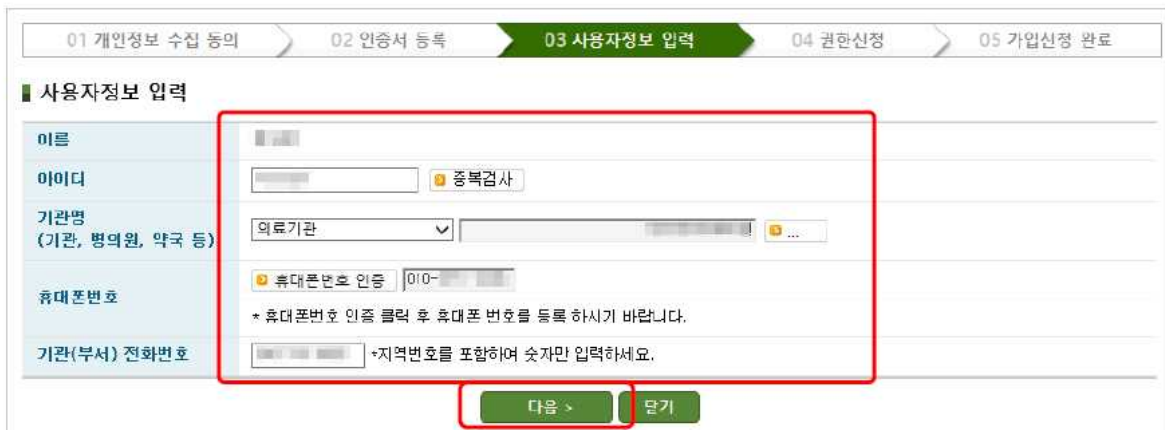 01 개인정보 수집 동의 02 인증서 등록 03 사용자정보 입력 04 권한신청 05 가입신청 완료
사용자정보 입력
이름
아이디 중복검사
기관명
(기관, 병의원, 약국 등) 의료기관 ...
휴대폰번호 휴대폰번호 인증 010-
* 휴대폰번호 인증 클릭 후 휴대폰 번호를 등록 하시기 바랍니다.
기관(부서) 전화번호 *지역번호를 포함하여 숫자만 입력하세요.
다음 > 닫기